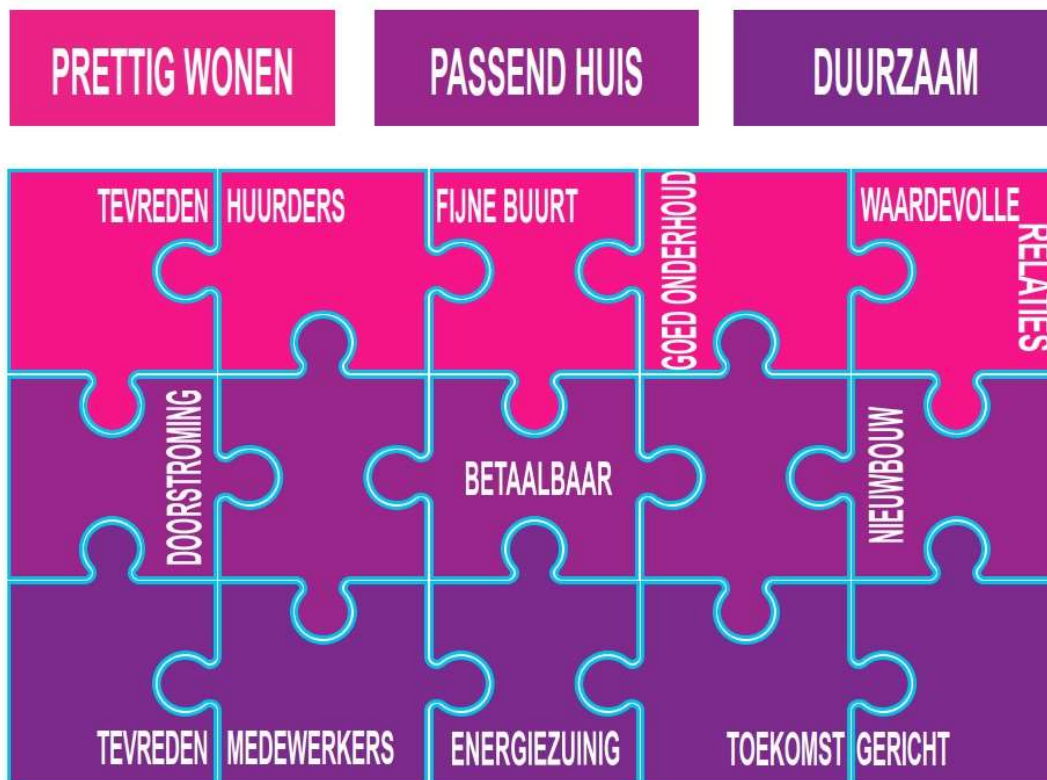 PRETTIG WONEN
PASSEND HUIS
DUURZAAM
TEVREDEN HUURDERS
FIJNE BUURT
GOED ONDERHOUD
WAARDEVOLLE
RELATIES
DOORSTROMING
BETAALBAAR
NIEUWBOUW
TEVREDEN MEDEWERKERS
ENERGIEZUINIG
TOEKOMST GERICHT